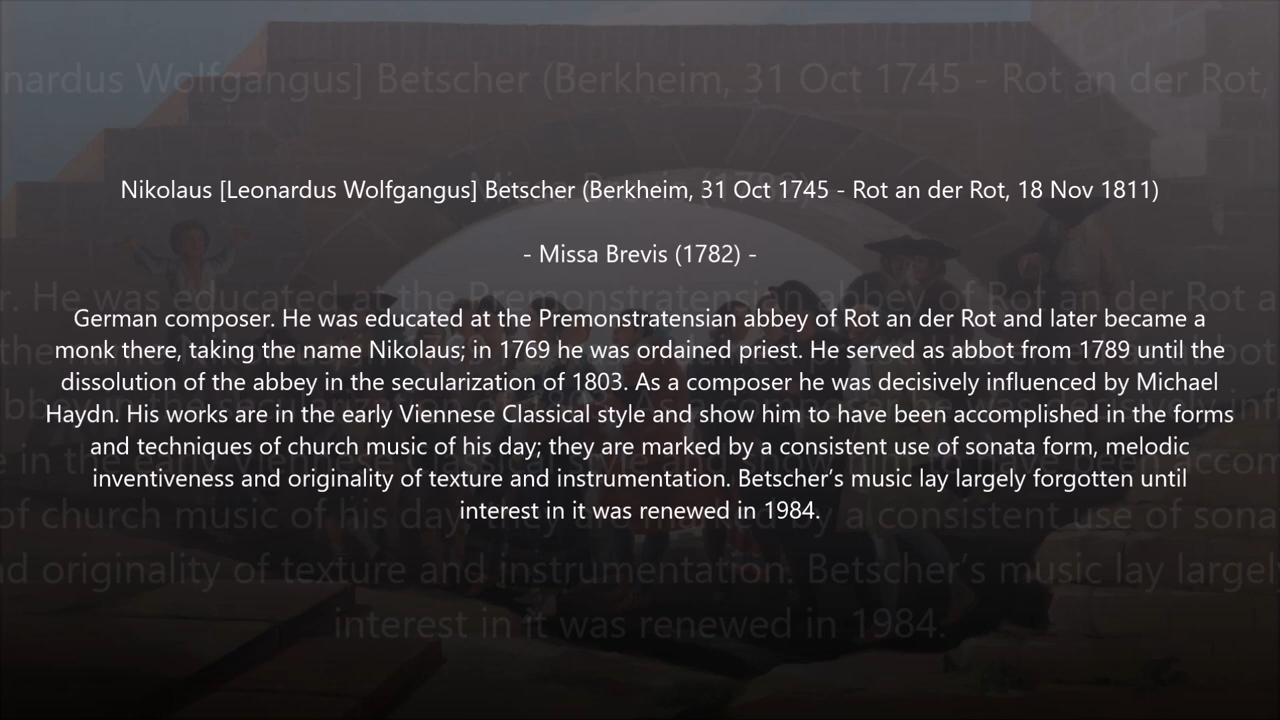 Nikolaus [Leonardus Wolfgangus] Betscher (Berkheim, 31 Oct 1745 - Rot an der Rot, 18 Nov 1811)
- Missa Brevis (1782) -
German composer. He was educated at the Premonstratensian abbey of Rot an der Rot and later became a
monk there, taking the name Nikolaus; in 1769 he was ordained priest. He served as abbot from 1789 until the
dissolution of the abbey in the secularization of 1803. As a composer he was decisively influenced by Michael
Haydn. His works are in the early Viennese Classical style and show him to have been accomplished in the forms
and techniques of church music of his day; they are marked by a consistent use of sonata form, melodic
inventiveness and originality of texture and instrumentation. Betscher’s music lay largely forgotten until
interest in it was renewed in 1984.